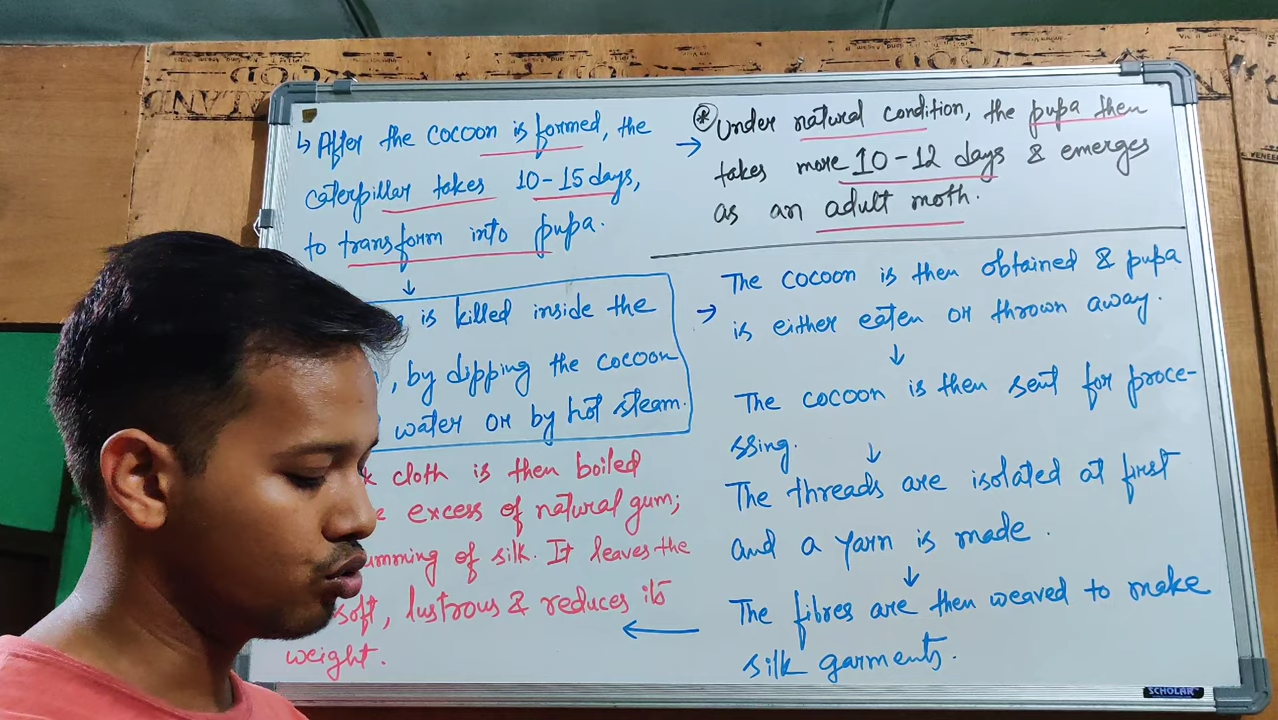 ↳ After the cocoon is formed, the
caterpillar takes 10-15 days,
to transform into pupa.
↓
is killed inside the
, by dipping the cocoon
water or by hot steam.
cloth is then boiled
excess of natural gum;
of silk. It leaves the
soft, lustrous & reduces its
weight.
→ * Under natural condition, the pupa then
takes more 10-12 days & emerges
as an adult moth.
→ The cocoon is then obtained & pupa
is either eaten or thrown away.
↓
The cocoon is then sent for proce-
ssing.
↓
The threads are isolated at first
and a yarn is made.
↓
The fibres are then weaved to make
silk garments.
←
SCHOLAR